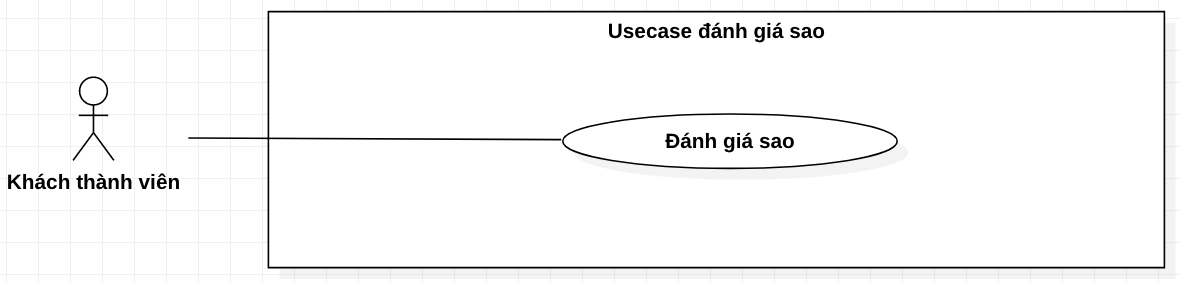 Usecase đánh giá sao
Đánh giá sao
Khách thành viên